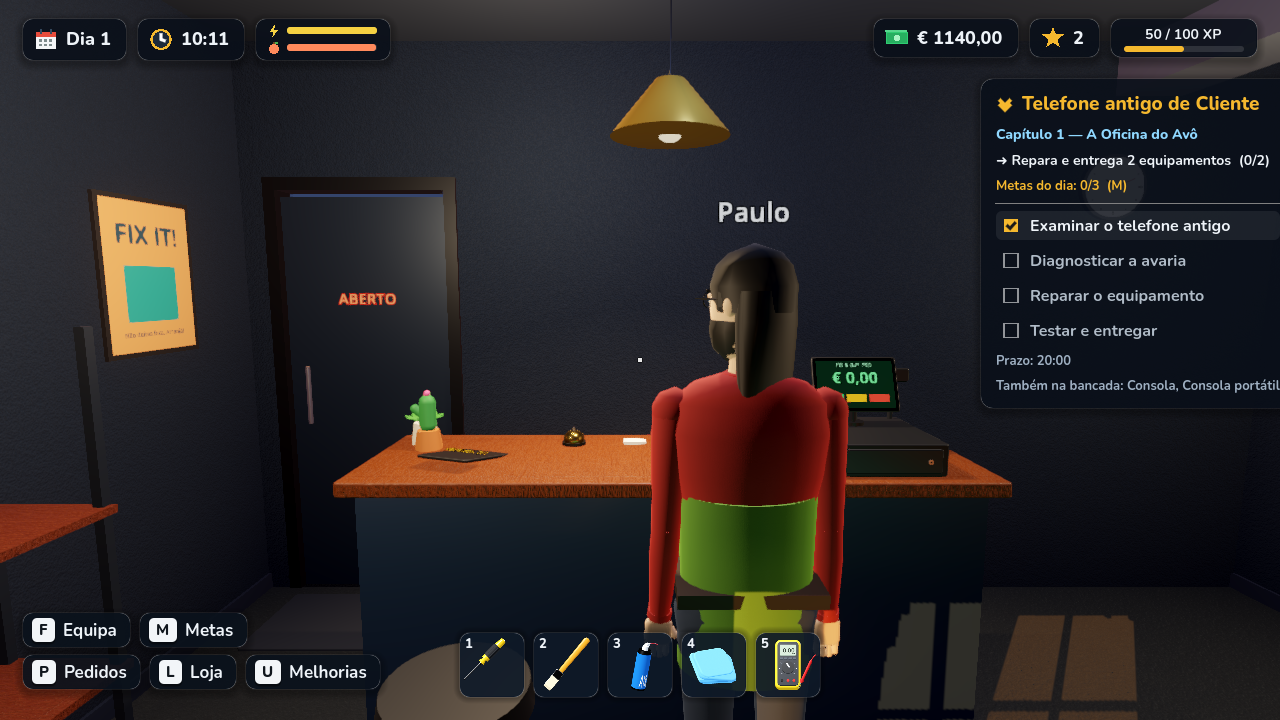 Dia 1
10:11
€ 1140,00
2
50 / 100 XP
Telefone antigo de Cliente
Capítulo 1 — A Oficina do Avô
➜ Repara e entrega 2 equipamentos (0/2)
Metas do dia: 0/3 (M)
Examinar o telefone antigo
Diagnosticar a avaria
Reparar o equipamento
Testar e entregar
Prazo: 20:00
Também na bancada: Consola, Consola portátil
Paulo
FIX IT!
ABERTO
€ 0,00
F Equipa
M Metas
P Pedidos
L Loja
U Melhorias
1
2
3
4
5
0.00